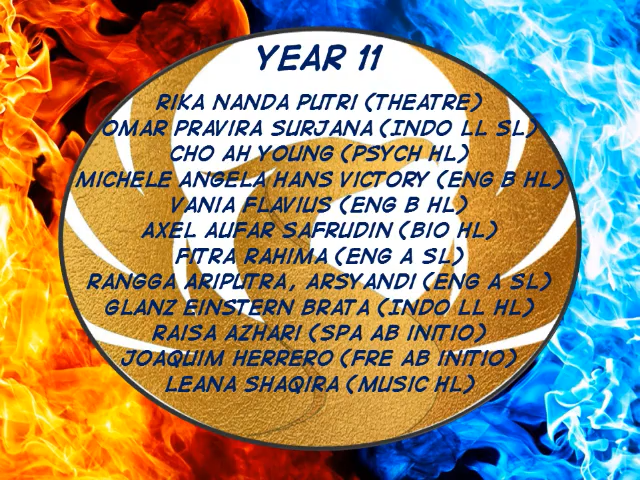 YEAR 11
RIKA NANDA PUTRI (THEATRE)
OMAR PRAVIRA SURJANA (INDO LL SL)
CHO AH YOUNG (PSYCH HL)
MICHELE ANGELA HANS VICTORY (ENG B HL)
VANIA FLAVIUS (ENG B HL)
AXEL AUFAR SAFRUDIN (BIO HL)
FITRA RAHIMA (ENG A SL)
RANGGA ARIPUTRA, ARSYANDI (ENG A SL)
GLANZ EINSTERN BRATA (INDO LL HL)
RAISA AZHARI (SPA AB INITIO)
JOAQUIM HERRERO (FRE AB INITIO)
LEANA SHAQIRA (MUSIC HL)